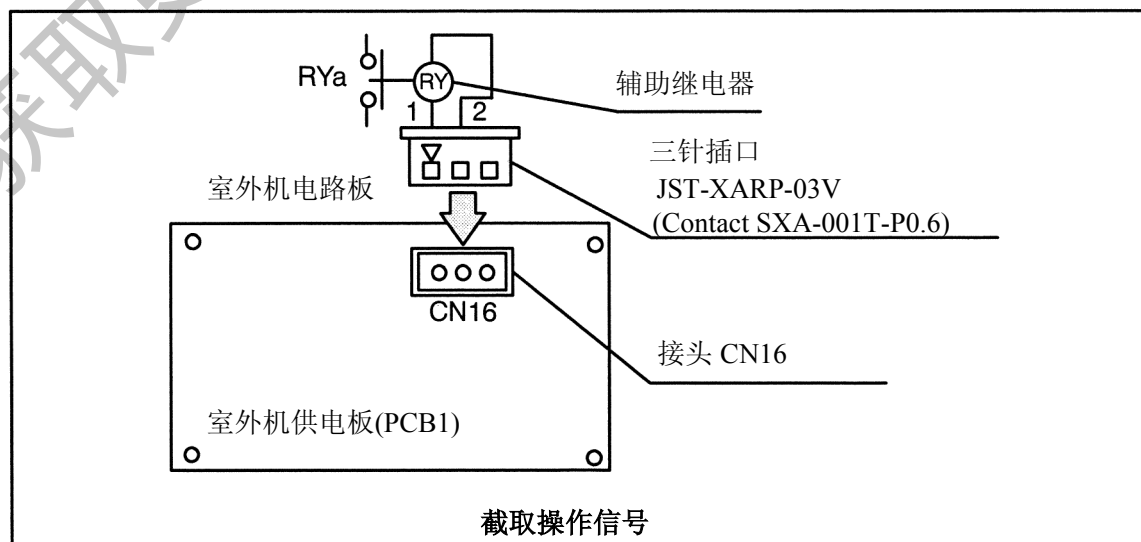 获取
RYa
RY
辅助继电器
1 2
三针插口
JST-XARP-03V
(Contact SXA-001T-P0.6)
室外机电路板
CN16
接头 CN16
室外机供电板(PCB1)
截取操作信号